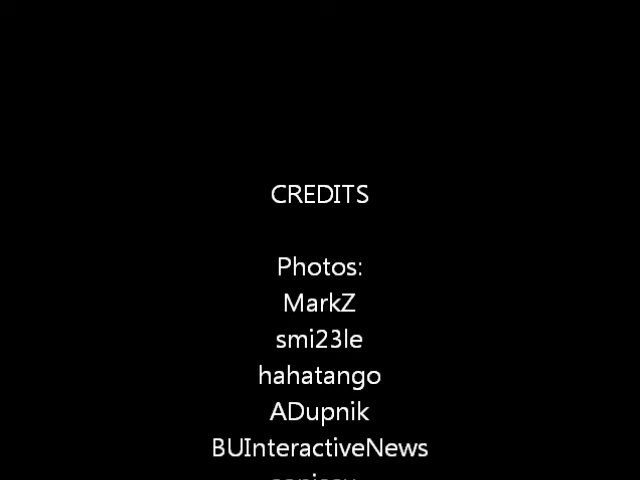 CREDITS
Photos:
MarkZ
smi23le
hahatango
ADupnik
BUInteractiveNews